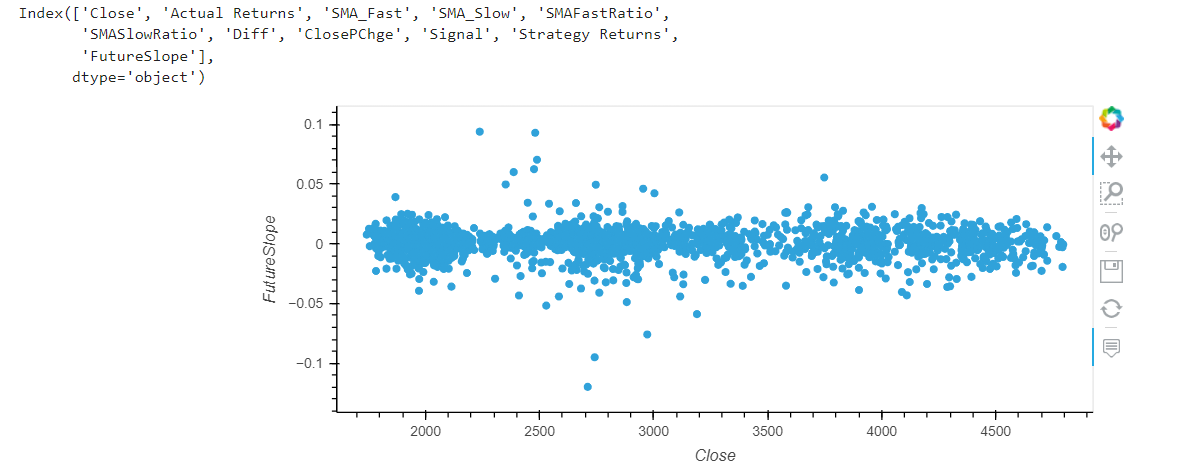 Index(['Close', 'Actual Returns', 'SMA_Fast', 'SMA_Slow', 'SMAFastRatio',
'SMASlowRatio', 'Diff', 'ClosePChge', 'Signal', 'Strategy Returns',
'FutureSlope'],
dtype='object')
0.1
0.05
0
−0.05
−0.1
FutureSlope
2000 2500 3000 3500 4000 4500
Close